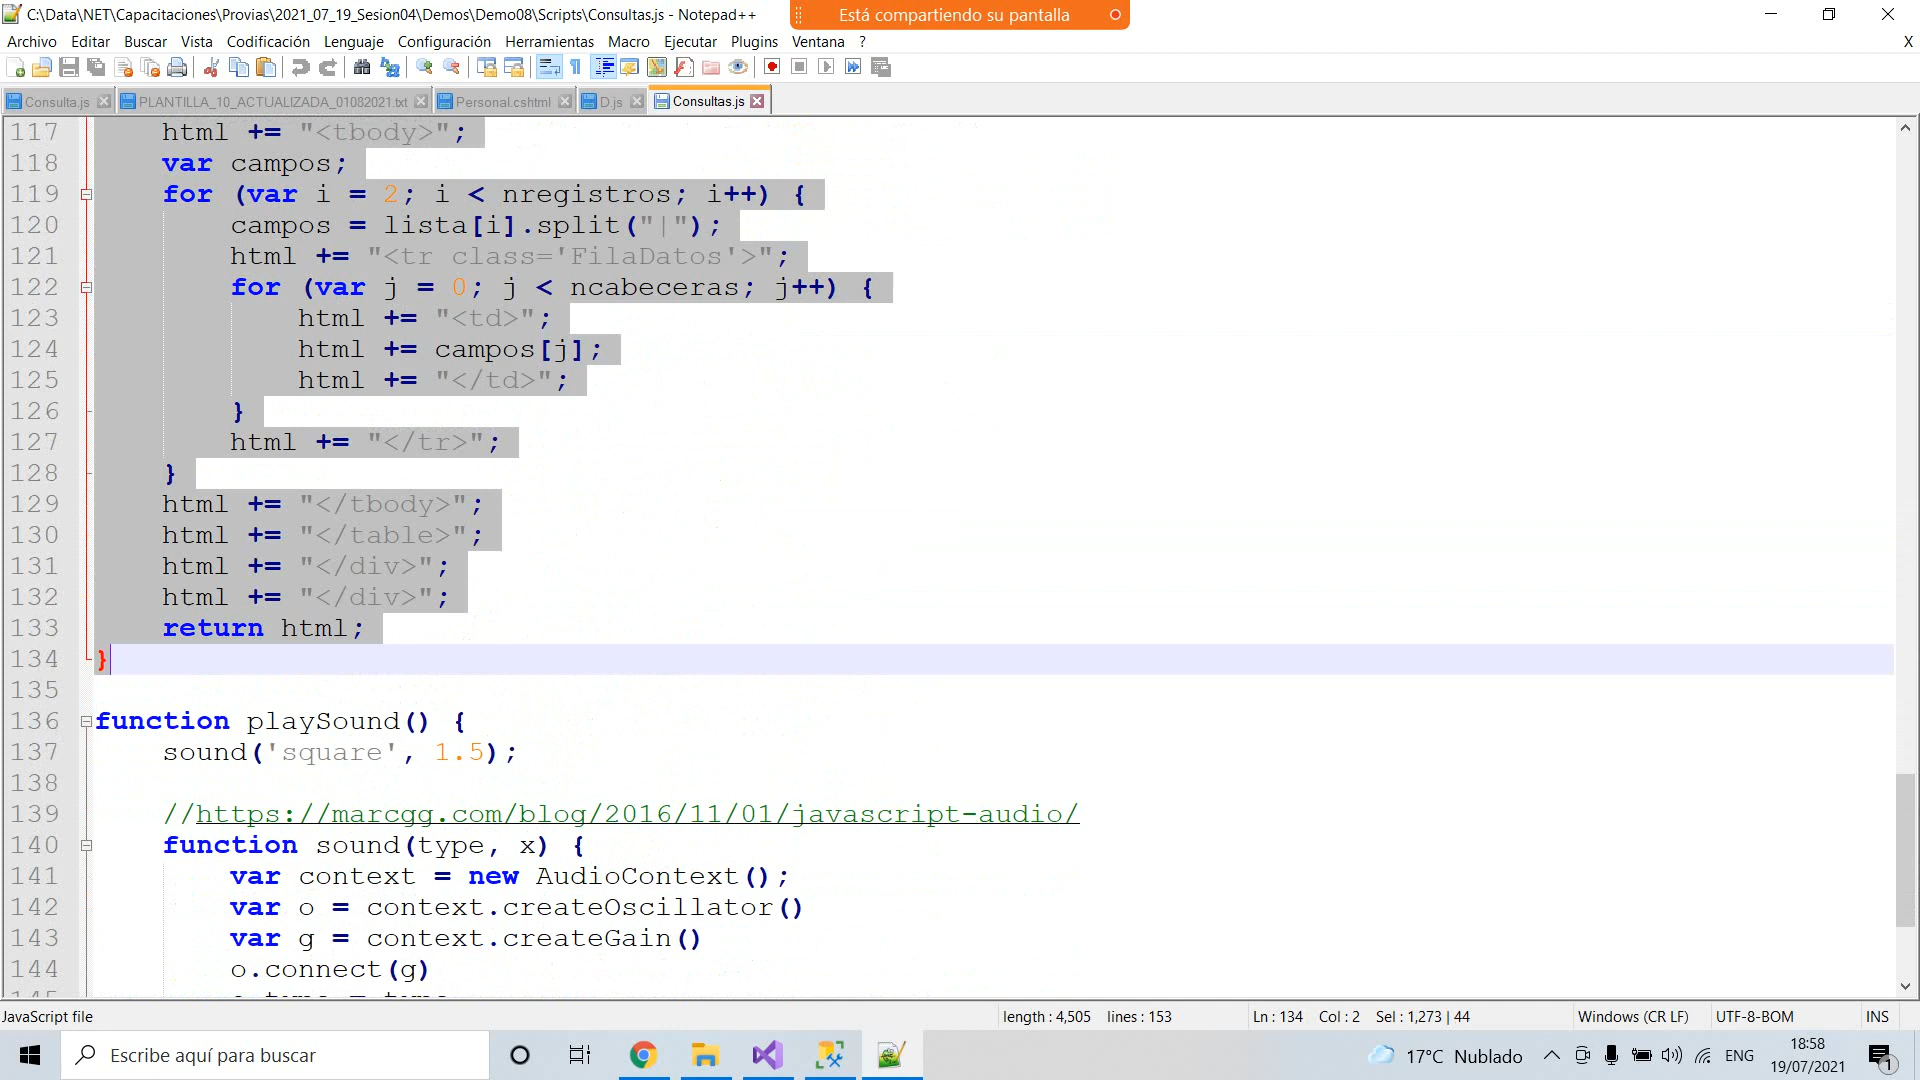 C:\Data\NET\Capacitaciones\Provias\2021_07_19_Sesion04\Demos\Demo08\Scripts\Consultas.js - Notepad++
Está compartiendo su pantalla
Archivo Editar Buscar Vista Codificación Lenguaje Configuración Herramientas Macro Ejecutar Plugins Ventana ? X
Consulta.js PLANTILLA_10_ACTUALIZADA_01082021.txt Personal.cshtml D.js Consultas.js
117 html += "<tbody>";
118 var campos;
119 for (var i = 2; i < nregistros; i++) {
120 campos = lista[i].split("|");
121 html += "<tr class='FilaDatos'>";
122 for (var j = 0; j < ncabeceras; j++) {
123 html += "<td>";
124 html += campos[j];
125 html += "</td>";
126 }
127 html += "</tr>";
128 }
129 html += "</tbody>";
130 html += "</table>";
131 html += "</div>";
132 html += "</div>";
133 return html;
134 }
135
136 function playSound() {
137 sound('square', 1.5);
138
139 //https://marcgg.com/blog/2016/11/01/javascript-audio/
140 function sound(type, x) {
141 var context = new AudioContext();
142 var o = context.createOscillator()
143 var g = context.createGain()
144 o.connect(g)
JavaScript file length : 4,505 lines : 153 Ln : 134 Col : 2 Sel : 1,273 | 44 Windows (CR LF) UTF-8-BOM INS
Escribe aquí para buscar
17°C Nublado
ENG
18:58
19/07/2021
1